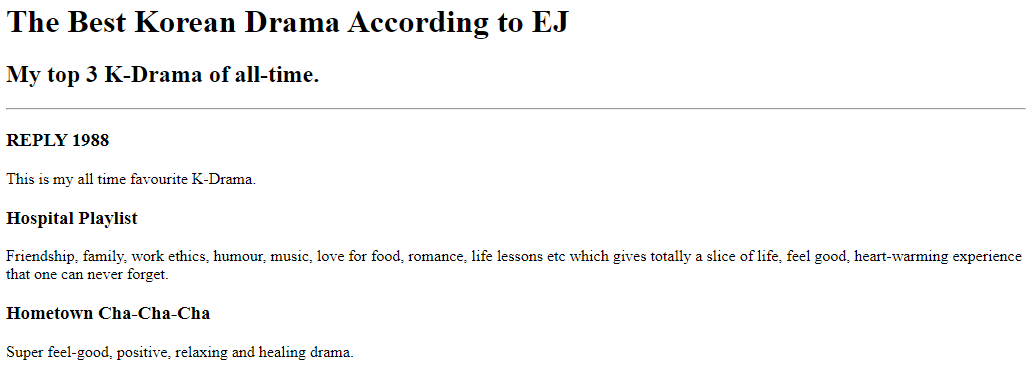 The Best Korean Drama According to EJ
My top 3 K-Drama of all-time.
REPLY 1988
This is my all time favourite K-Drama.
Hospital Playlist
Friendship, family, work ethics, humour, music, love for food, romance, life lessons etc which gives totally a slice of life, feel good, heart-warming experience
that one can never forget.
Hometown Cha-Cha-Cha
Super feel-good, positive, relaxing and healing drama.